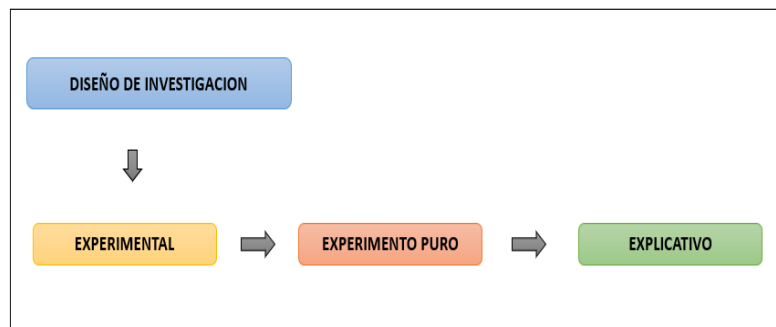 DISEÑO DE INVESTIGACION
EXPERIMENTAL
EXPERIMENTO PURO
EXPLICATIVO